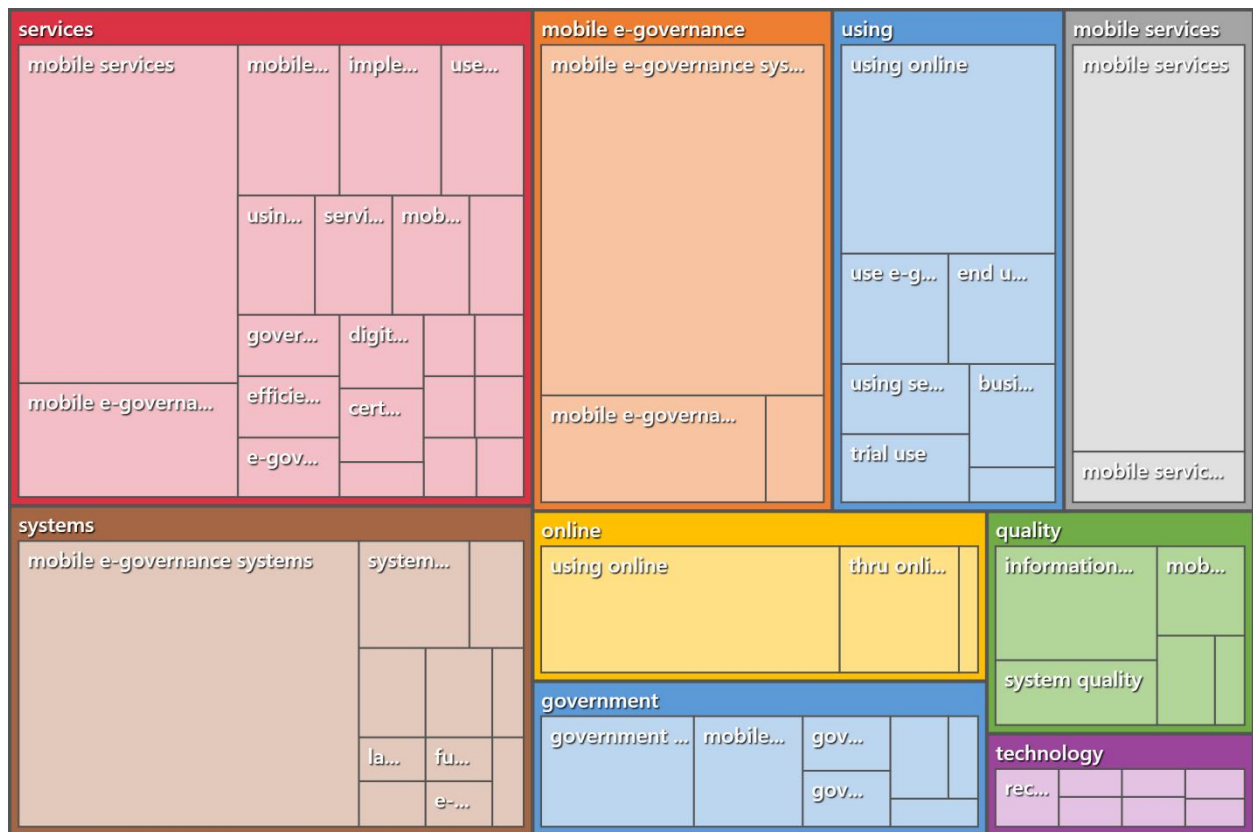 services
mobile services
mobile...
imple...
use...
usin...
servi...
mob...
gover...
digit...
efficie...
cert...
mobile e-governa...
e-gov...
mobile e-governance
mobile e-governance sys...
mobile e-governa...
using
using online
use e-g...
end u...
using se...
busi...
trial use
mobile services
mobile services
mobile servic...
systems
mobile e-governance systems
system...
la...
fu...
e-...
online
using online
thru onli...
government
government ...
mobile...
gov...
gov...
quality
information...
mob...
system quality
technology
rec...